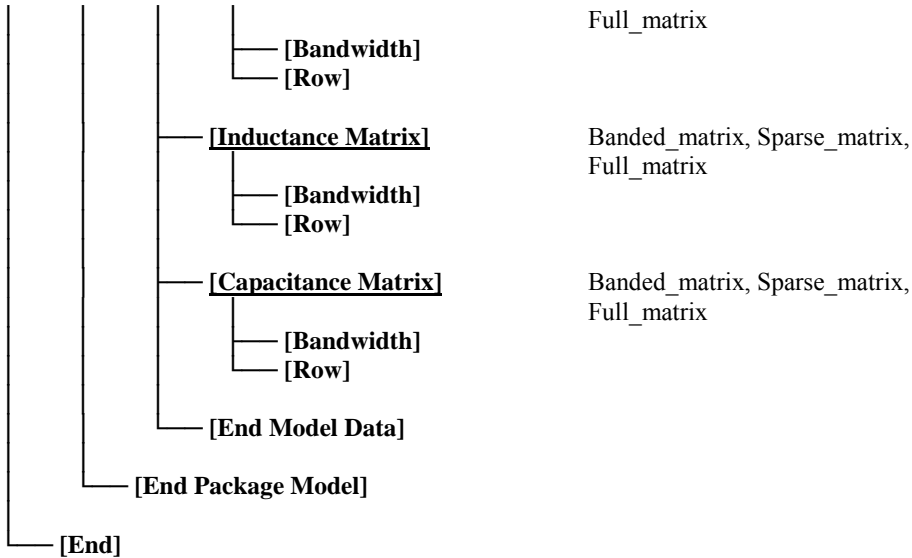 Full_matrix
[Bandwidth]
[Row]
[Inductance Matrix] Banded_matrix, Sparse_matrix,
Full_matrix
[Bandwidth]
[Row]
[Capacitance Matrix] Banded_matrix, Sparse_matrix,
Full_matrix
[Bandwidth]
[Row]
[End Model Data]
[End Package Model]
[End]